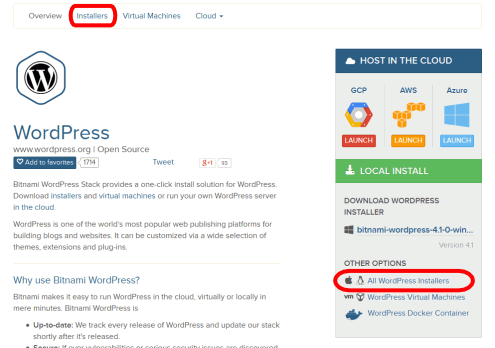 Overview Installers Virtual Machines Cloud
WordPress
www.wordpress.org | Open Source
Add to favorites 1714 Tweet g+1 93
Bitnami WordPress Stack provides a one-click install solution for WordPress.
Download installers and virtual machines or run your own WordPress server
in the cloud.
WordPress is one of the world's most popular web publishing platforms for
building blogs and websites. It can be customized via a wide selection of
themes, extensions and plug-ins.
Why use Bitnami WordPress?
Bitnami makes it easy to run WordPress in the cloud, virtually or locally in
mere minutes. Bitnami WordPress is
• Up-to-date: We track every release of WordPress and update our stack
shortly after it's released.
• Secure: If ever vulnerabilities or serious security issues are discovered
HOST IN THE CLOUD
GCP AWS Azure
LAUNCH LAUNCH LAUNCH
LOCAL INSTALL
DOWNLOAD WORDPRESS
INSTALLER
bitnami-wordpress-4.1-0-win...
Version 4.1
OTHER OPTIONS
All WordPress Installers
vm WordPress Virtual Machines
WordPress Docker Container